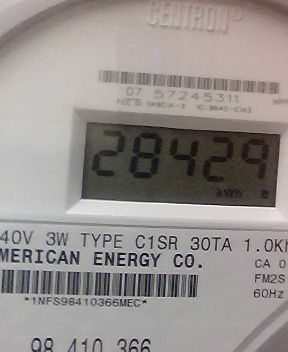 CENTRON®
07 57245311
28429
kWh
40V 3W TYPE C1SR 30TA 1.0K
MERICAN ENERGY CO.
CA 0
FM2S
60Hz
*1NFS98410366MEC*
98 410 366